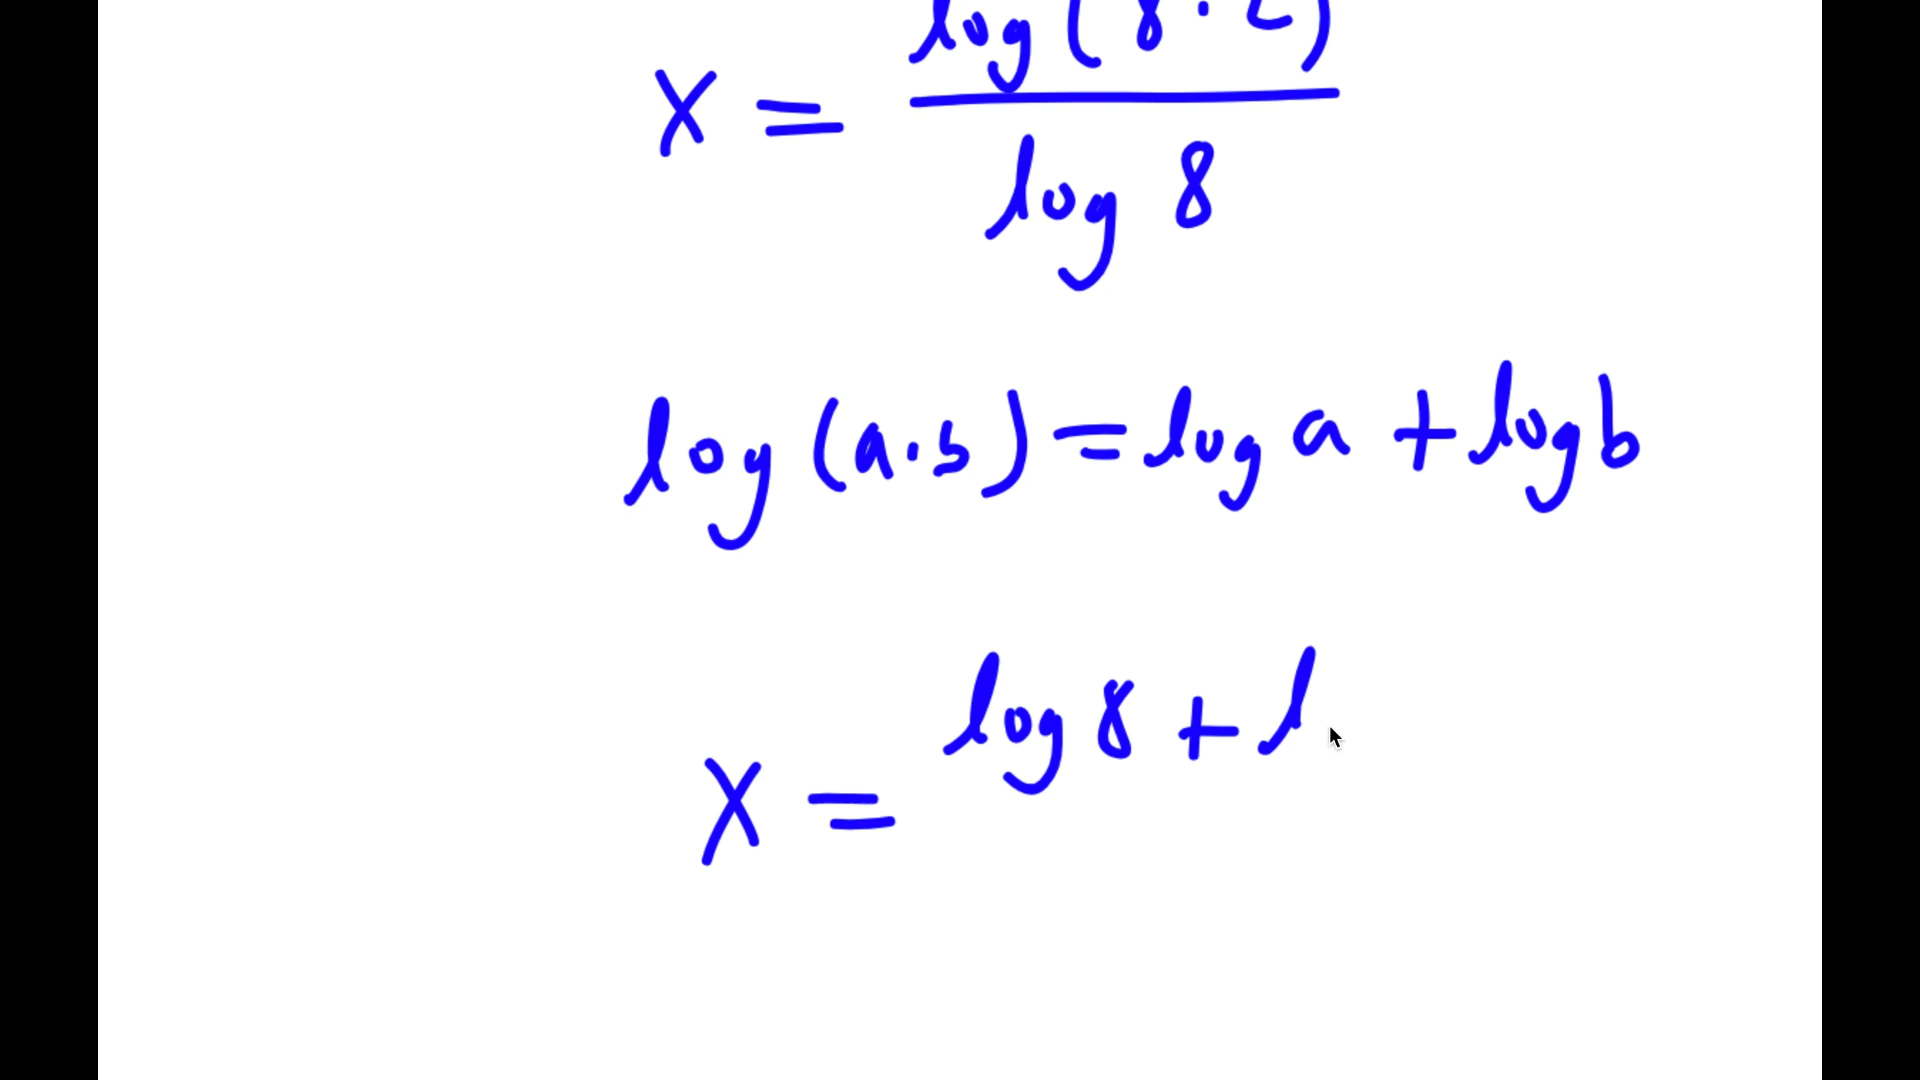 log (8 · 2)
x =
log 8
log (a · b) = log a + log b
log 8 + l
x =